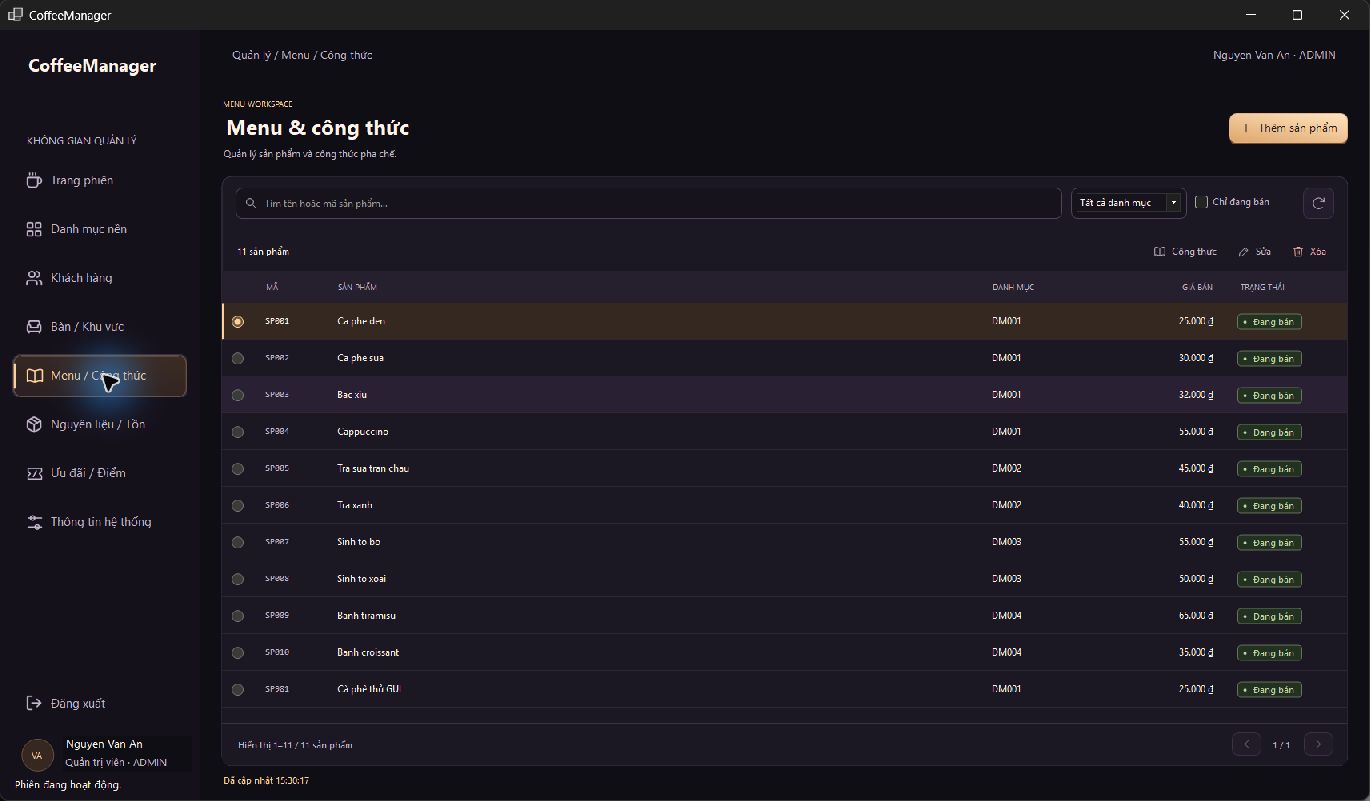 CoffeeManager
CoffeeManager
Quản lý / Menu / Công thức
Nguyen Van An · ADMIN
KHÔNG GIAN QUẢN LÝ
Trang phiên
Danh mục nền
Khách hàng
Bàn / Khu vực
Menu / Công thức
Nguyên liệu / Tồn
Ưu đãi / Điểm
Thông tin hệ thống
Đăng xuất
VA
Nguyen Van An
Quản trị viên · ADMIN
Phiên đang hoạt động.
MENU WORKSPACE
Menu & công thức
Quản lý sản phẩm và công thức pha chế.
Thêm sản phẩm
Tìm tên hoặc mã sản phẩm...
Tất cả danh mục
Chỉ đang bán
11 sản phẩm
Công thức
Sửa
Xóa
MÃ SẢN PHẨM DANH MỤC GIÁ BÁN TRẠNG THÁI
SP001 Ca phe den DM001 25.000 ₫ • Đang bán
SP002 Ca phe sua DM001 30.000 ₫ • Đang bán
SP003 Bac xiu DM001 32.000 ₫ • Đang bán
SP004 Cappuccino DM001 55.000 ₫ • Đang bán
SP005 Tra sua tran chau DM002 45.000 ₫ • Đang bán
SP006 Tra xanh DM002 40.000 ₫ • Đang bán
SP007 Sinh to bo DM003 55.000 ₫ • Đang bán
SP008 Sinh to xoai DM003 50.000 ₫ • Đang bán
SP009 Banh tiramisu DM004 65.000 ₫ • Đang bán
SP010 Banh croissant DM004 35.000 ₫ • Đang bán
SP981 Cà phê thử GUI DM001 25.000 ₫ • Đang bán
Hiển thị 1–11 / 11 sản phẩm
1 / 1
Đã cập nhật 15:30:17